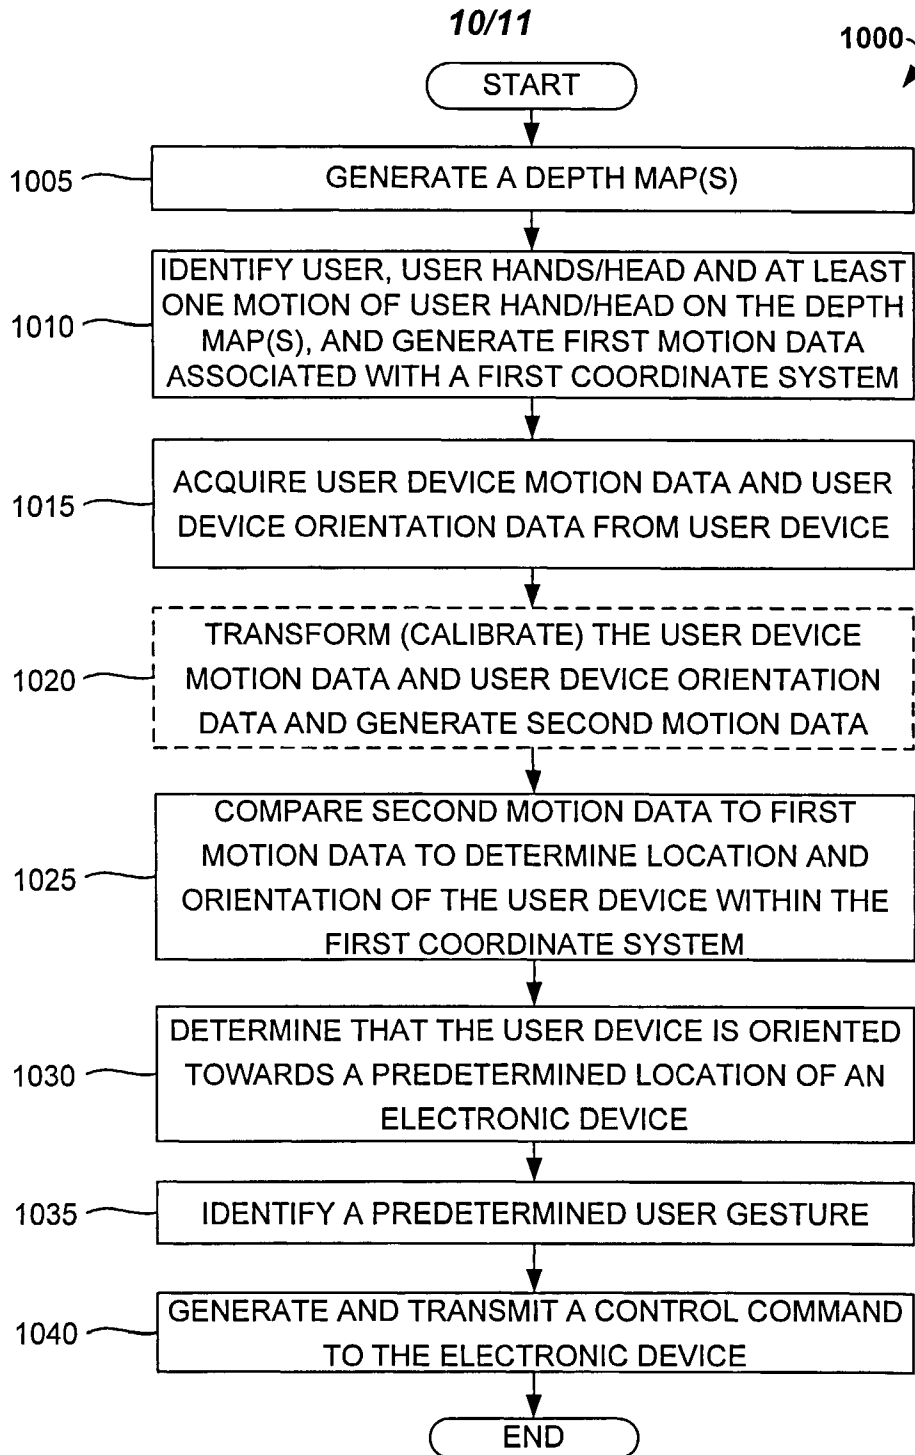 10/11
1000
START
1005
GENERATE A DEPTH MAP(S)
1010
IDENTIFY USER, USER HANDS/HEAD AND AT LEAST
ONE MOTION OF USER HAND/HEAD ON THE DEPTH
MAP(S), AND GENERATE FIRST MOTION DATA
ASSOCIATED WITH A FIRST COORDINATE SYSTEM
1015
ACQUIRE USER DEVICE MOTION DATA AND USER
DEVICE ORIENTATION DATA FROM USER DEVICE
1020
TRANSFORM (CALIBRATE) THE USER DEVICE
MOTION DATA AND USER DEVICE ORIENTATION
DATA AND GENERATE SECOND MOTION DATA
1025
COMPARE SECOND MOTION DATA TO FIRST
MOTION DATA TO DETERMINE LOCATION AND
ORIENTATION OF THE USER DEVICE WITHIN THE
FIRST COORDINATE SYSTEM
1030
DETERMINE THAT THE USER DEVICE IS ORIENTED
TOWARDS A PREDETERMINED LOCATION OF AN
ELECTRONIC DEVICE
1035
IDENTIFY A PREDETERMINED USER GESTURE
1040
GENERATE AND TRANSMIT A CONTROL COMMAND
TO THE ELECTRONIC DEVICE
END